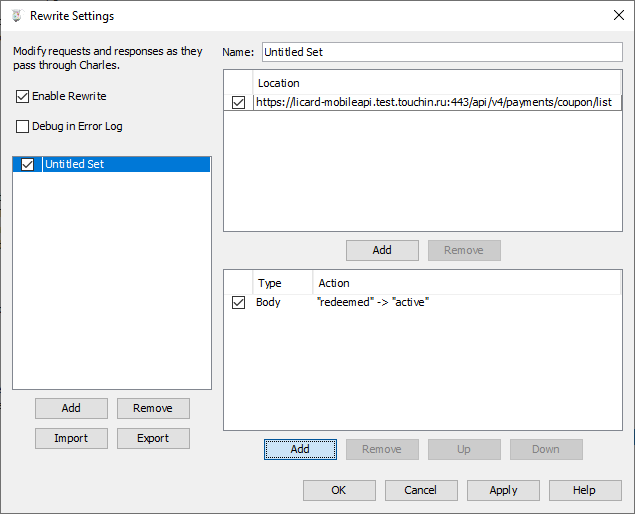 Rewrite Settings
Modify requests and responses as they
pass through Charles.
Enable Rewrite
Debug in Error Log
Untitled Set
Add
Remove
Import
Export
Name:
Untitled Set
Location
https://licard-mobileapi.test.touchin.ru:443/api/v4/payments/coupon/list
Add
Remove
Type
Action
Body
"redeemed" -> "active"
Add
Remove
Up
Down
OK
Cancel
Apply
Help